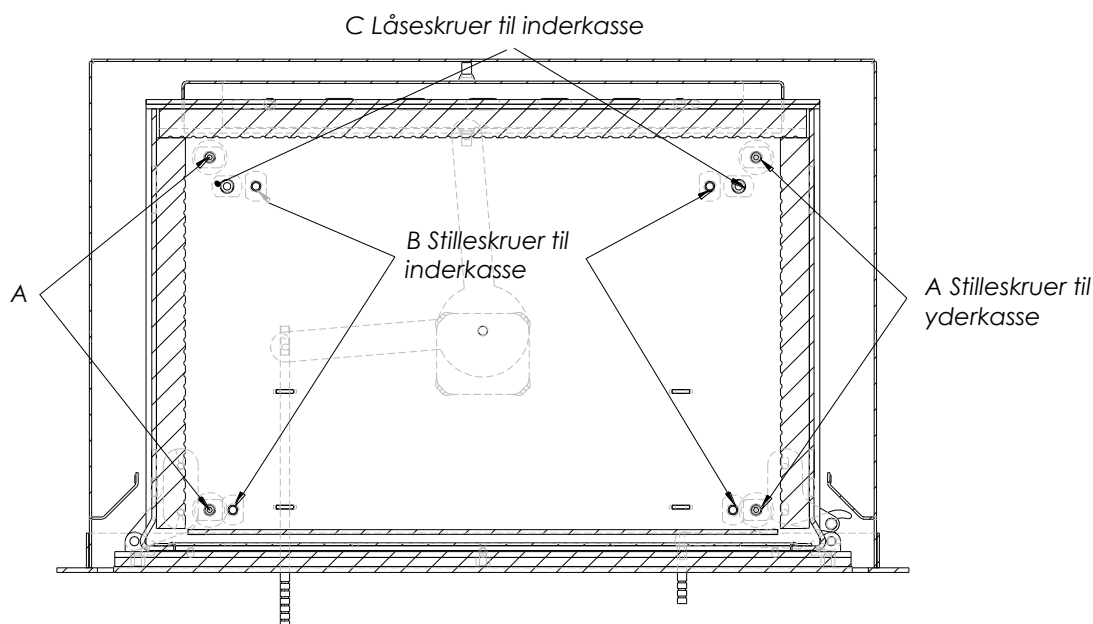 C Låseskruer til inderkasse
B Stilleskruer til
inderkasse
A
A Stilleskruer til
yderkasse